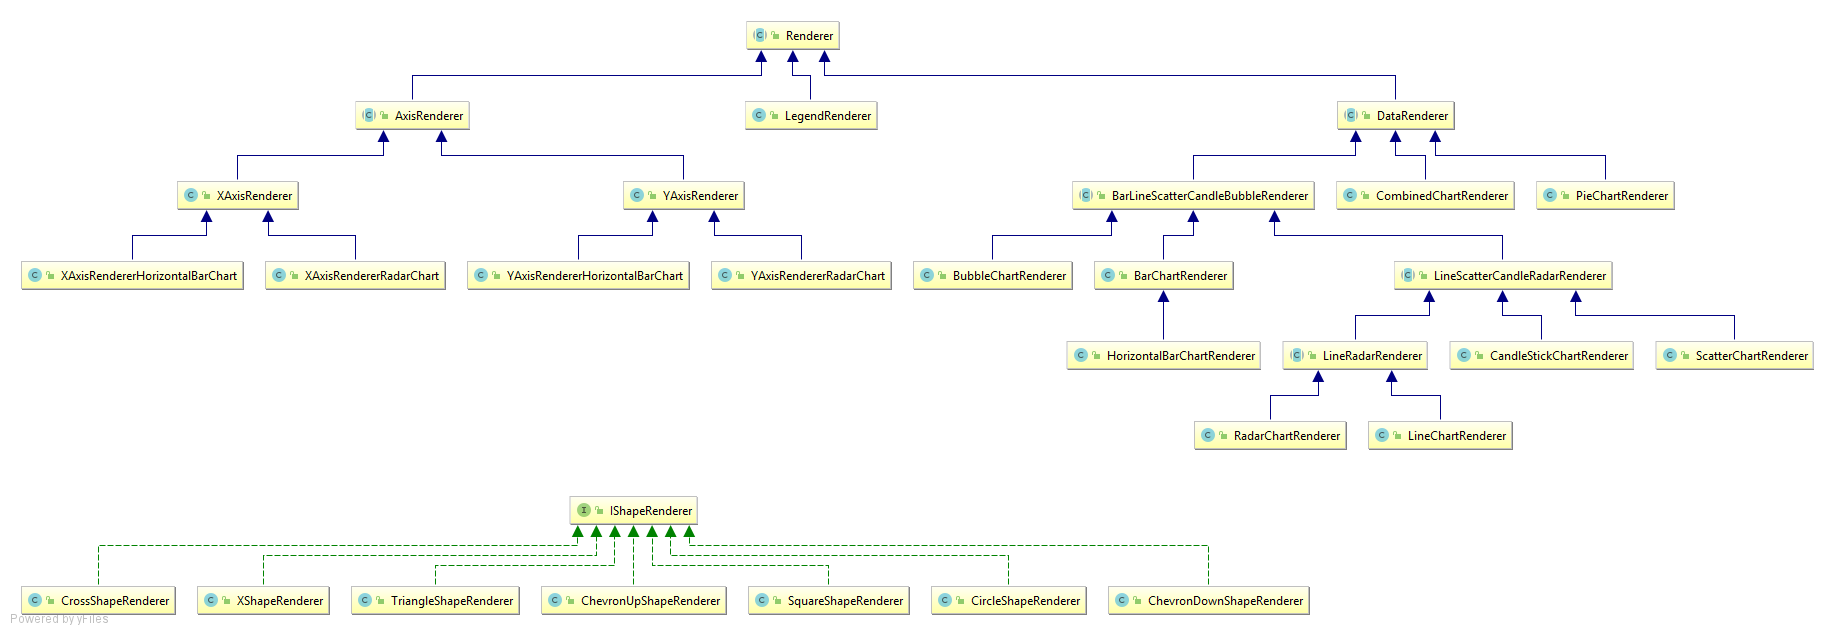 Renderer
AxisRenderer
LegendRenderer
DataRenderer
XAxisRenderer
YAxisRenderer
BarLineScatterCandleBubbleRenderer
CombinedChartRenderer
PieChartRenderer
XAxisRendererHorizontalBarChart
XAxisRendererRadarChart
YAxisRendererHorizontalBarChart
YAxisRendererRadarChart
BubbleChartRenderer
BarChartRenderer
LineScatterCandleRadarRenderer
HorizontalBarChartRenderer
LineRadarRenderer
CandleStickChartRenderer
ScatterChartRenderer
RadarChartRenderer
LineChartRenderer
IShapeRenderer
CrossShapeRenderer
XShapeRenderer
TriangleShapeRenderer
ChevronUpShapeRenderer
SquareShapeRenderer
CircleShapeRenderer
ChevronDownShapeRenderer
Powered by yFiles